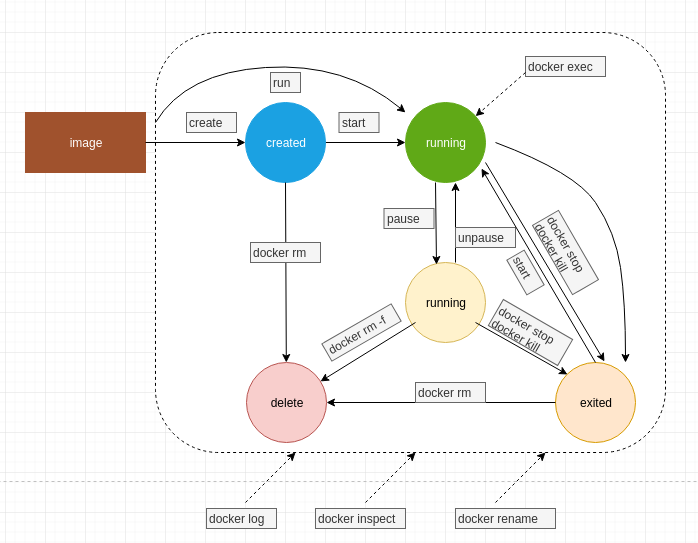 docker exec
run
create
start
image
created
running
pause
unpause
docker stop
docker kill
start
docker rm
running
docker rm -f
docker stop
docker kill
docker rm
delete
exited
docker log
docker inspect
docker rename